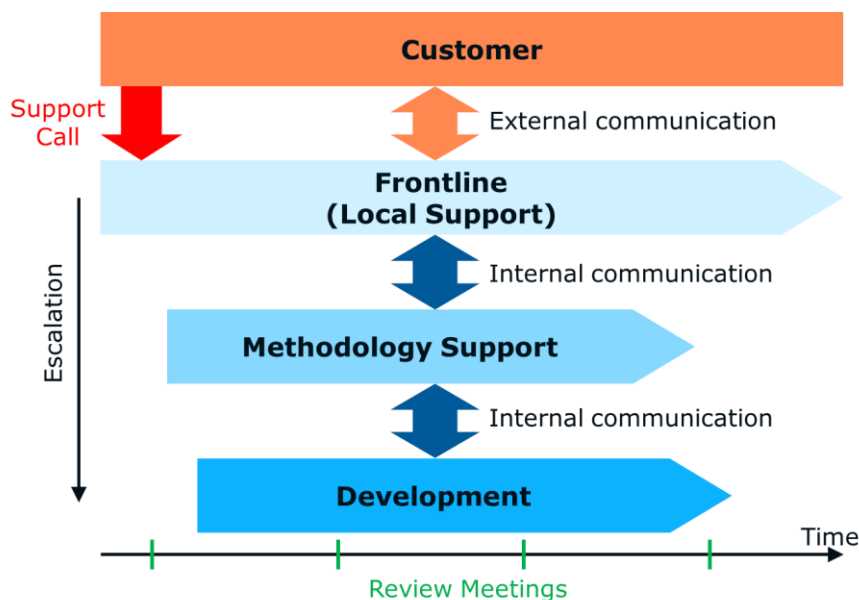 Customer
Support
Call
External communication
Frontline
(Local Support)
Internal communication
Escalation
Methodology Support
Internal communication
Development
Time
Review Meetings